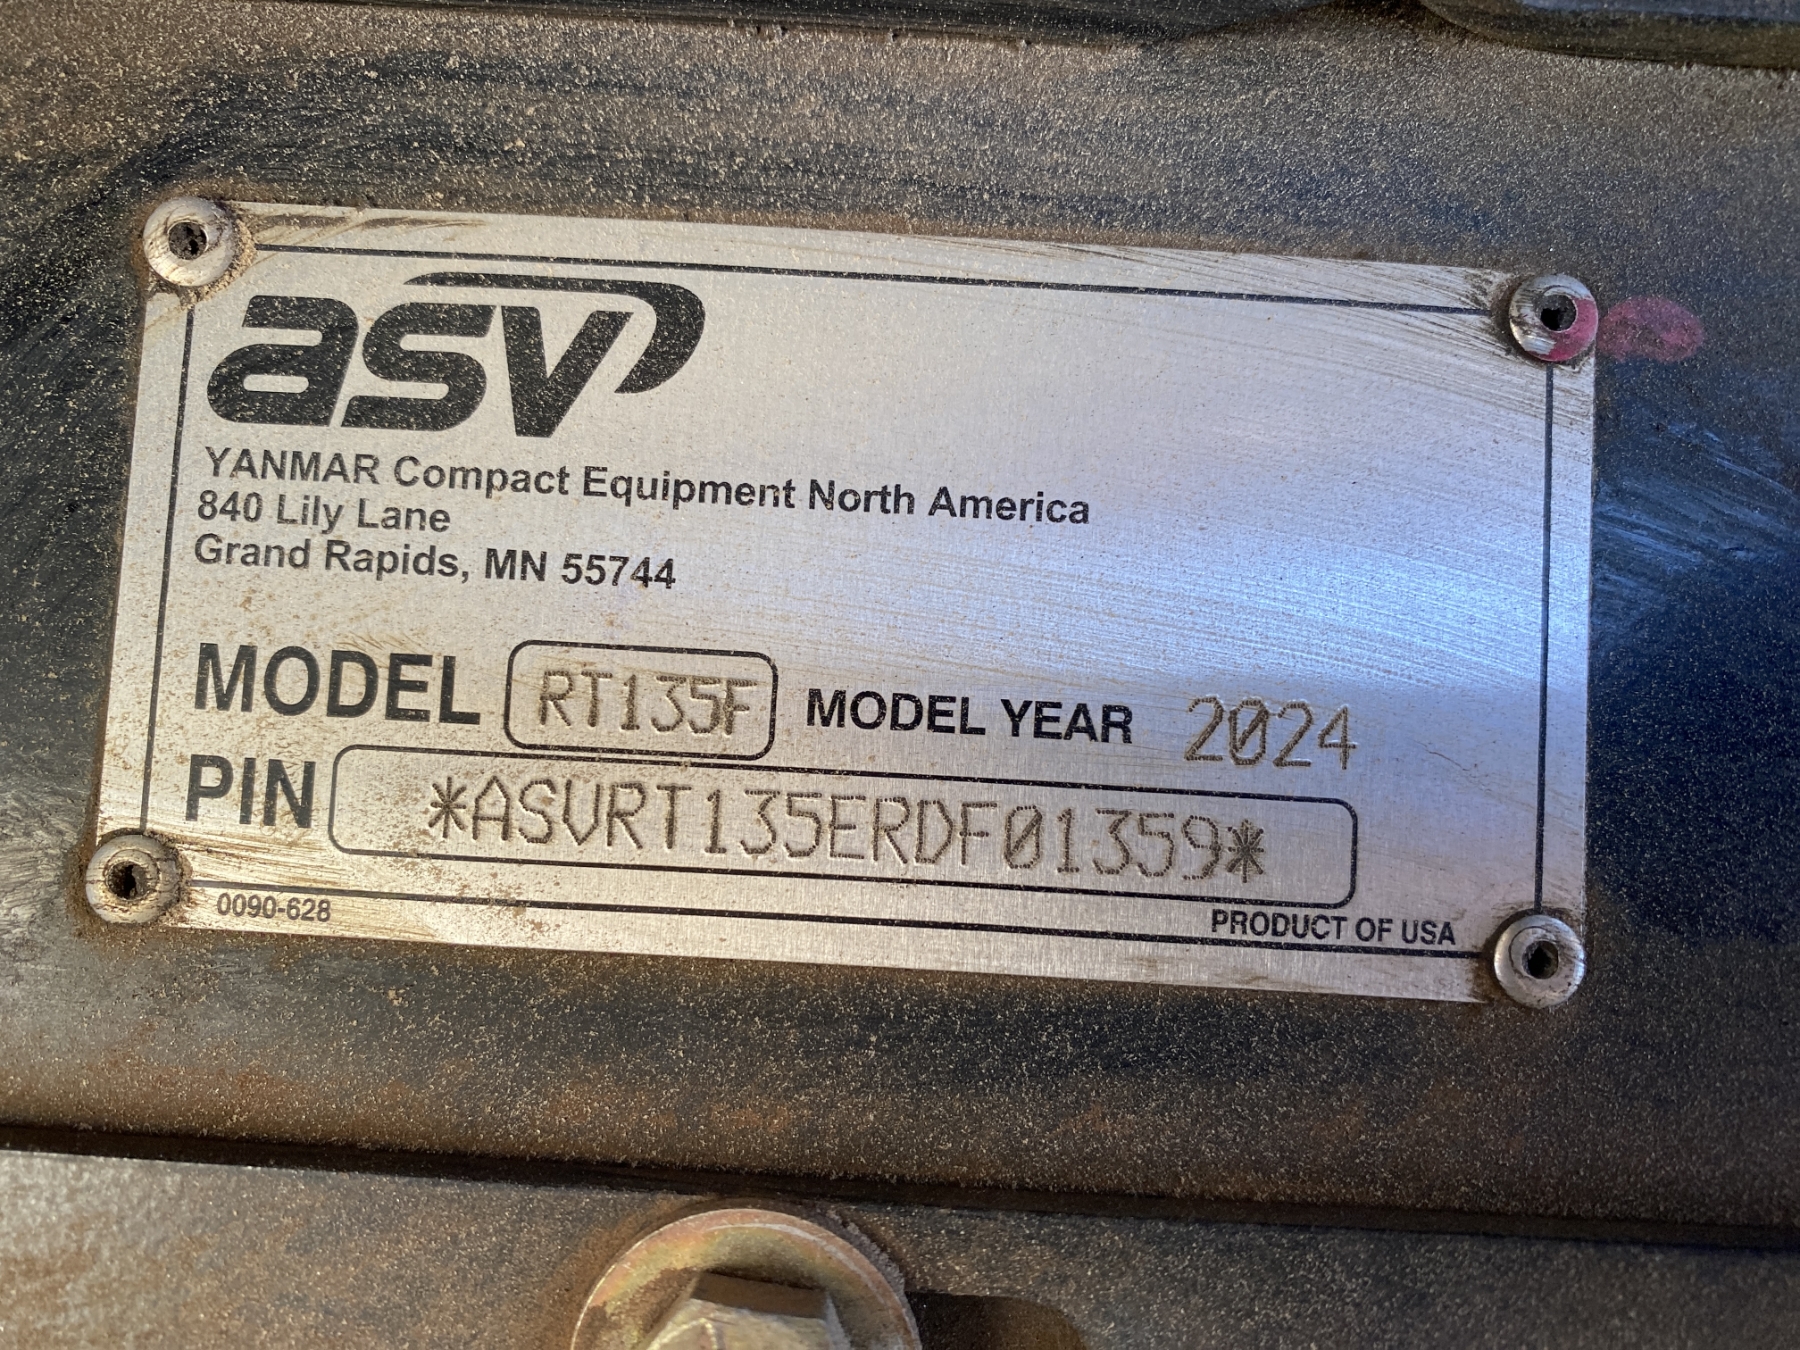 asv
YANMAR Compact Equipment North America
840 Lily Lane
Grand Rapids, MN 55744
MODEL RT135F MODEL YEAR 2024
PIN *ASVRT135ERDF01359*
0090-628 PRODUCT OF USA